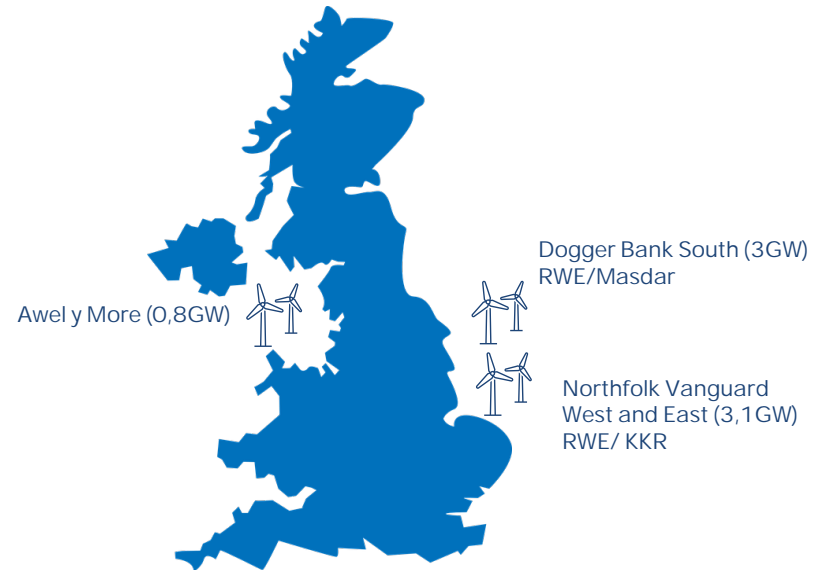 Dogger Bank South (3GW)
RWE/Masdar
Awel y More (0,8GW)
Northfolk Vanguard
West and East (3,1GW)
RWE/ KKR